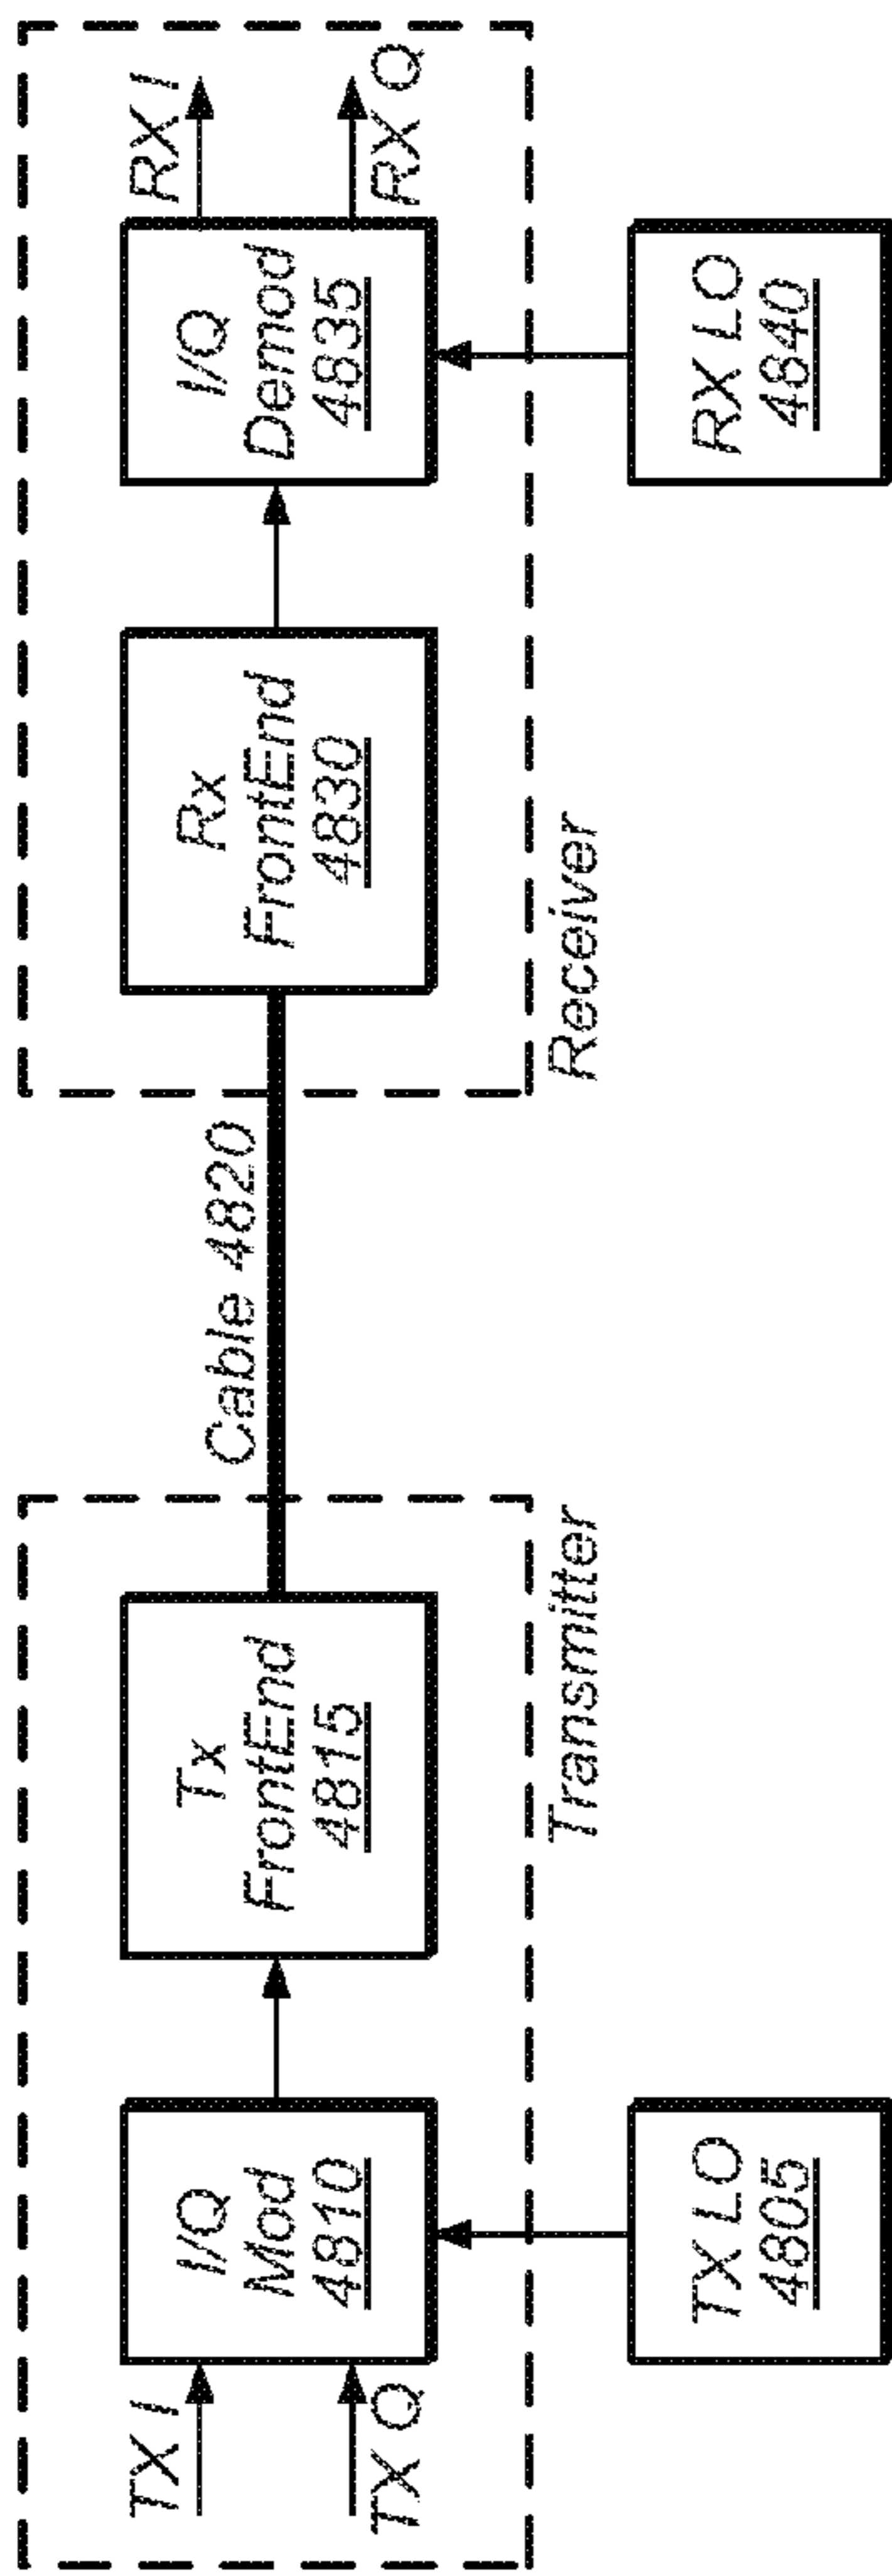 TX I
TX Q
I/Q
Mod
4810
TX LO
4805
Tx
FrontEnd
4815
Transmitter
Cable 4820
Rx
FrontEnd
4830
Receiver
I/Q
Demod
4835
RX LO
4840
RX I
RX Q